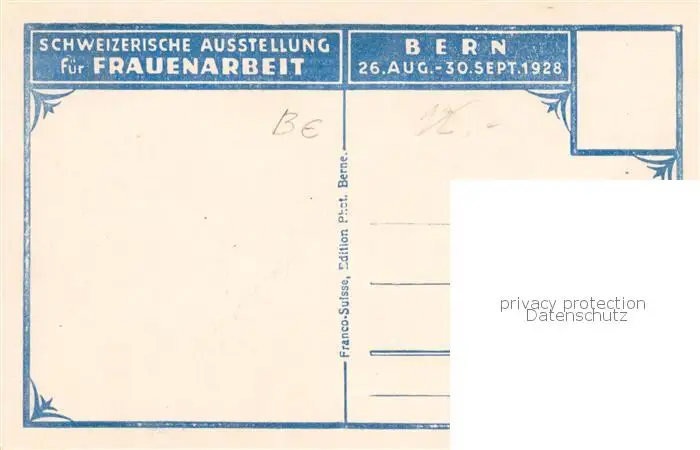 SCHWEIZERISCHE AUSSTELLUNG
für FRAUENARBEIT
BERN
26. AUG.-30. SEPT. 1928
BE
Franco-Suisse, Edition Phot. Berne.
privacy protection
Datenschutz